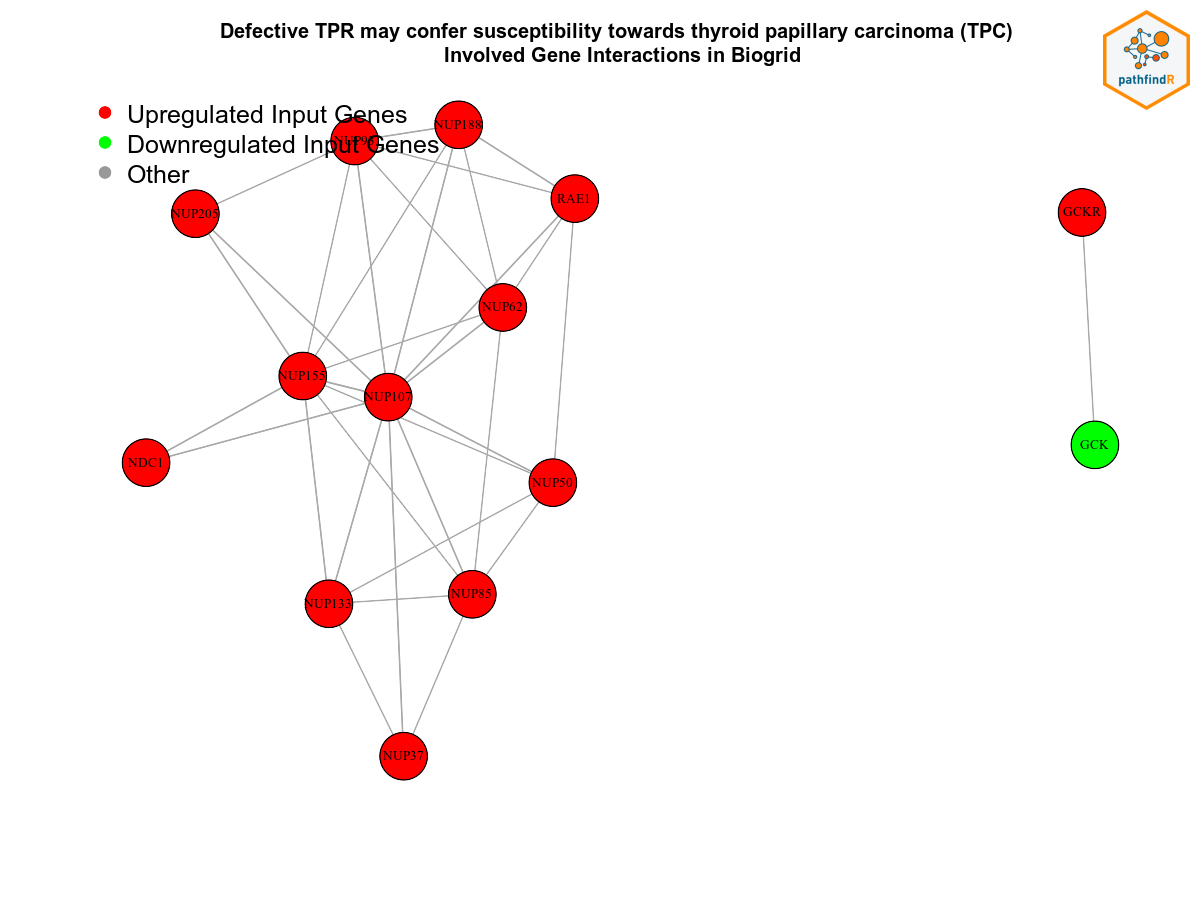 Defective TPR may confer susceptibility towards thyroid papillary carcinoma (TPC)
Involved Gene Interactions in Biogrid
pathfindR
Upregulated Input Genes
Downregulated Input Genes
Other
NUP188
RAE1
NUP205
GCKR
NUP62
NUP155
NUP107
GCK
NDC1
NUP50
NUP133
NUP85
NUP37